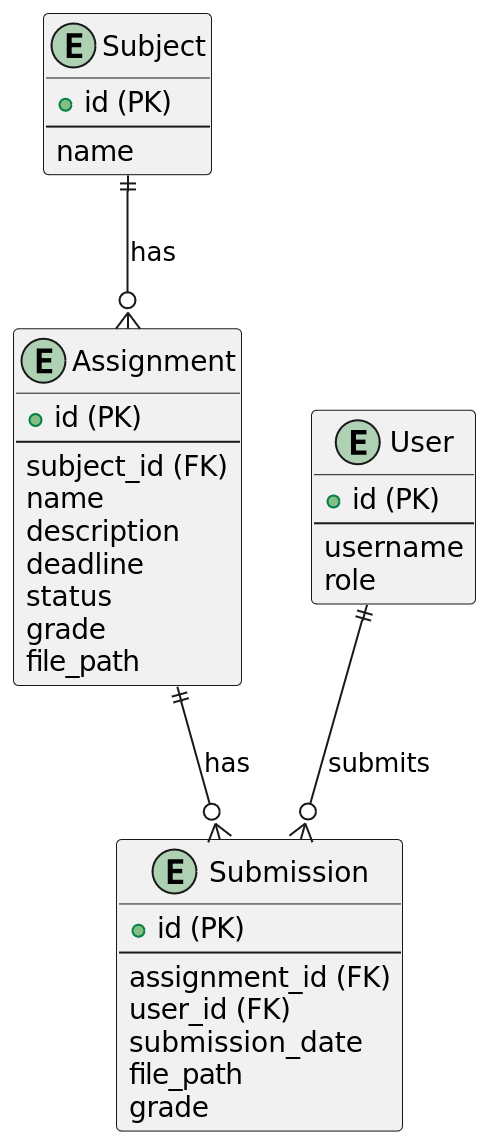 E Subject
id (PK)
name
has
E Assignment
id (PK)
subject_id (FK)
name
description
deadline
status
grade
file_path
E User
id (PK)
username
role
has
submits
E Submission
id (PK)
assignment_id (FK)
user_id (FK)
submission_date
file_path
grade